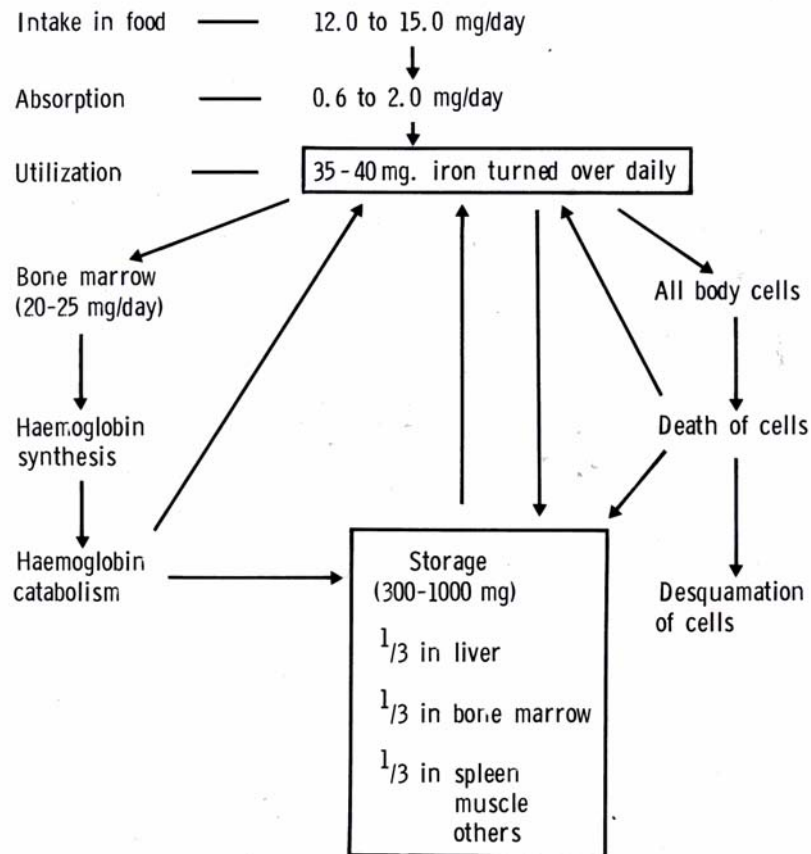 Intake in food 12.0 to 15.0 mg/day
Absorption 0.6 to 2.0 mg/day
Utilization 35-40 mg. iron turned over daily
Bone marrow
(20-25 mg/day)
All body cells
Haemoglobin
synthesis
Death of cells
Haemoglobin
catabolism
Storage
(300-1000 mg)
1/3 in liver
1/3 in bone marrow
1/3 in spleen
muscle
others
Desquamation
of cells